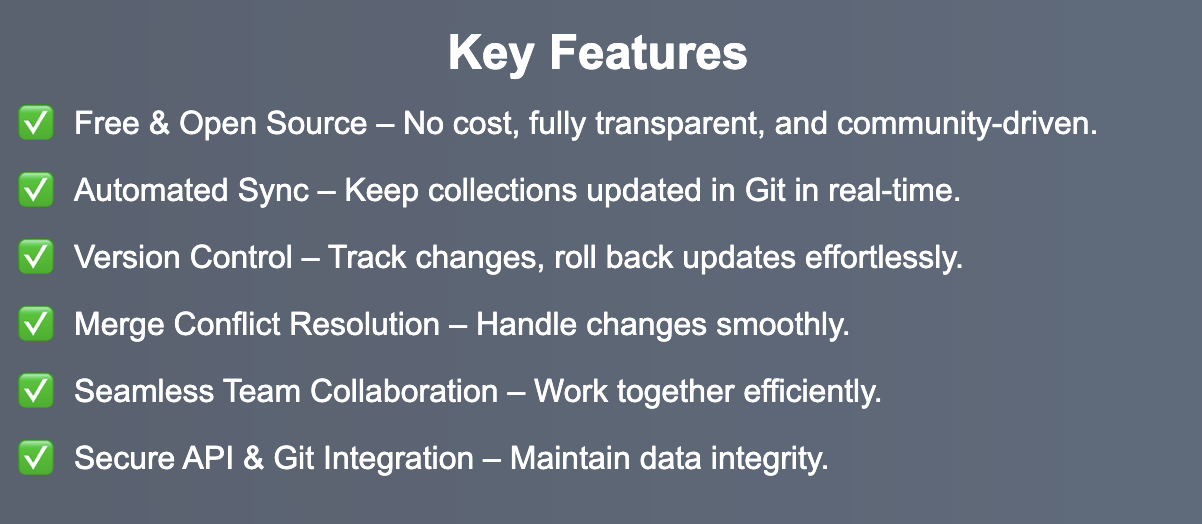 Key Features
✅ Free & Open Source – No cost, fully transparent, and community-driven.
✅ Automated Sync – Keep collections updated in Git in real-time.
✅ Version Control – Track changes, roll back updates effortlessly.
✅ Merge Conflict Resolution – Handle changes smoothly.
✅ Seamless Team Collaboration – Work together efficiently.
✅ Secure API & Git Integration – Maintain data integrity.